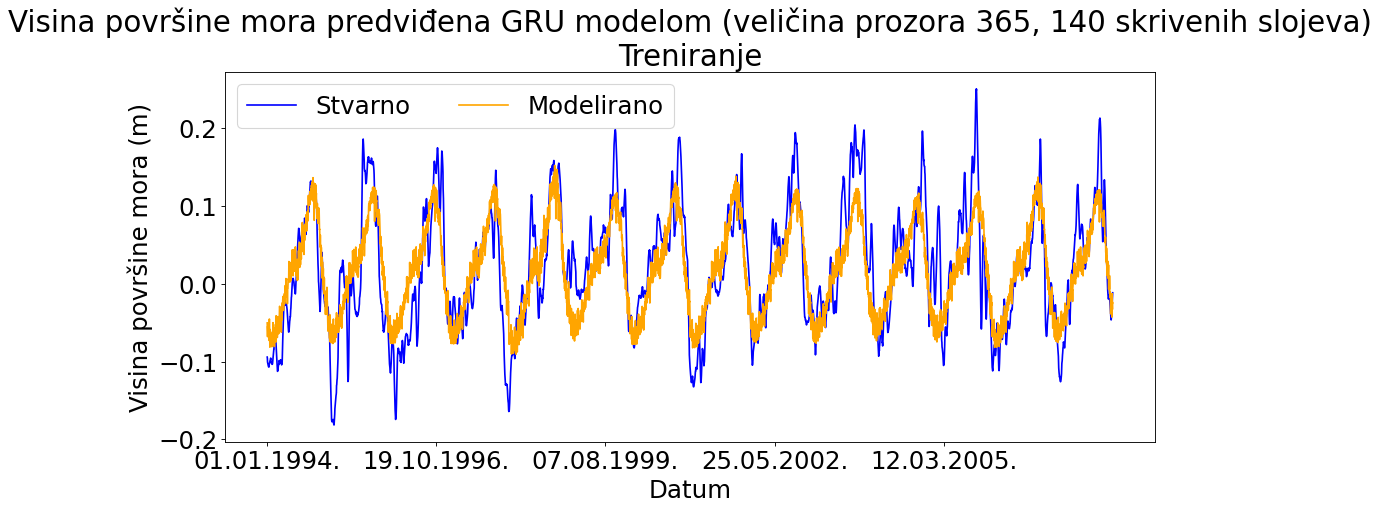 Visina površine mora predviđena GRU modelom (veličina prozora 365, 140 skrivenih slojeva)
Treniranje
Stvarno Modelirano
Visina površine mora (m)
0.2
0.1
0.0
−0.1
−0.2
01.01.1994. 19.10.1996. 07.08.1999. 25.05.2002. 12.03.2005.
Datum